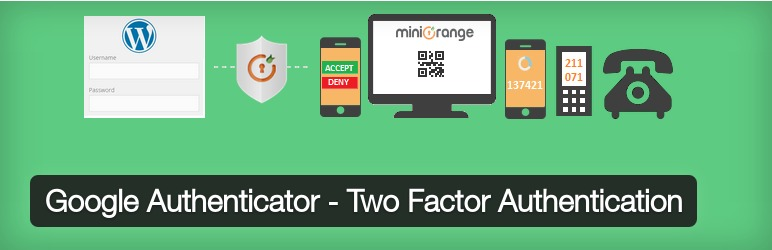 Username
Password
ACCEPT
DENY
miniOrange
137421
211
071
Google Authenticator - Two Factor Authentication